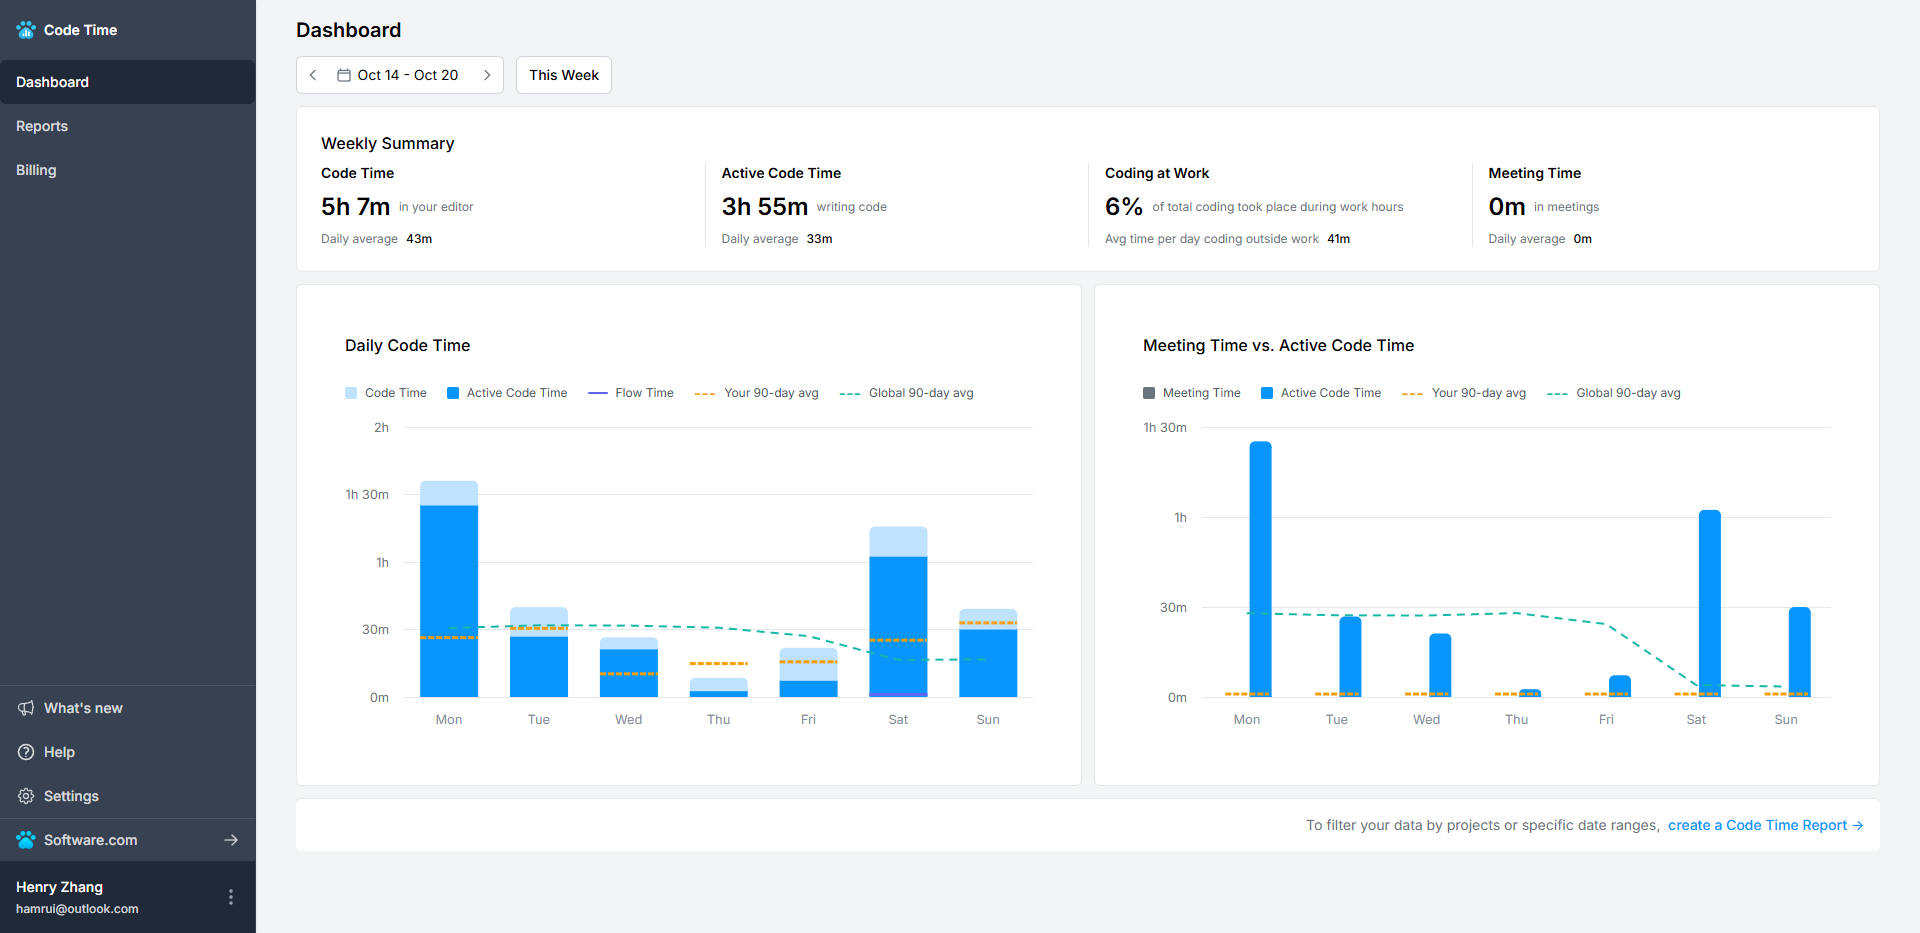 Code Time
Dashboard
Reports
Billing
What's new
Help
Settings
Software.com
Henry Zhang
hamrui@outlook.com
Dashboard
Oct 14 - Oct 20
This Week
Weekly Summary
Code Time
5h 7m in your editor
Daily average 43m
Active Code Time
3h 55m writing code
Daily average 33m
Coding at Work
6% of total coding took place during work hours
Avg time per day coding outside work 41m
Meeting Time
0m in meetings
Daily average 0m
Daily Code Time
Code Time Active Code Time Flow Time Your 90-day avg Global 90-day avg
2h
1h 30m
1h
30m
0m
Mon Tue Wed Thu Fri Sat Sun
Meeting Time vs. Active Code Time
Meeting Time Active Code Time Your 90-day avg Global 90-day avg
1h 30m
1h
30m
0m
Mon Tue Wed Thu Fri Sat Sun
To filter your data by projects or specific date ranges, create a Code Time Report →